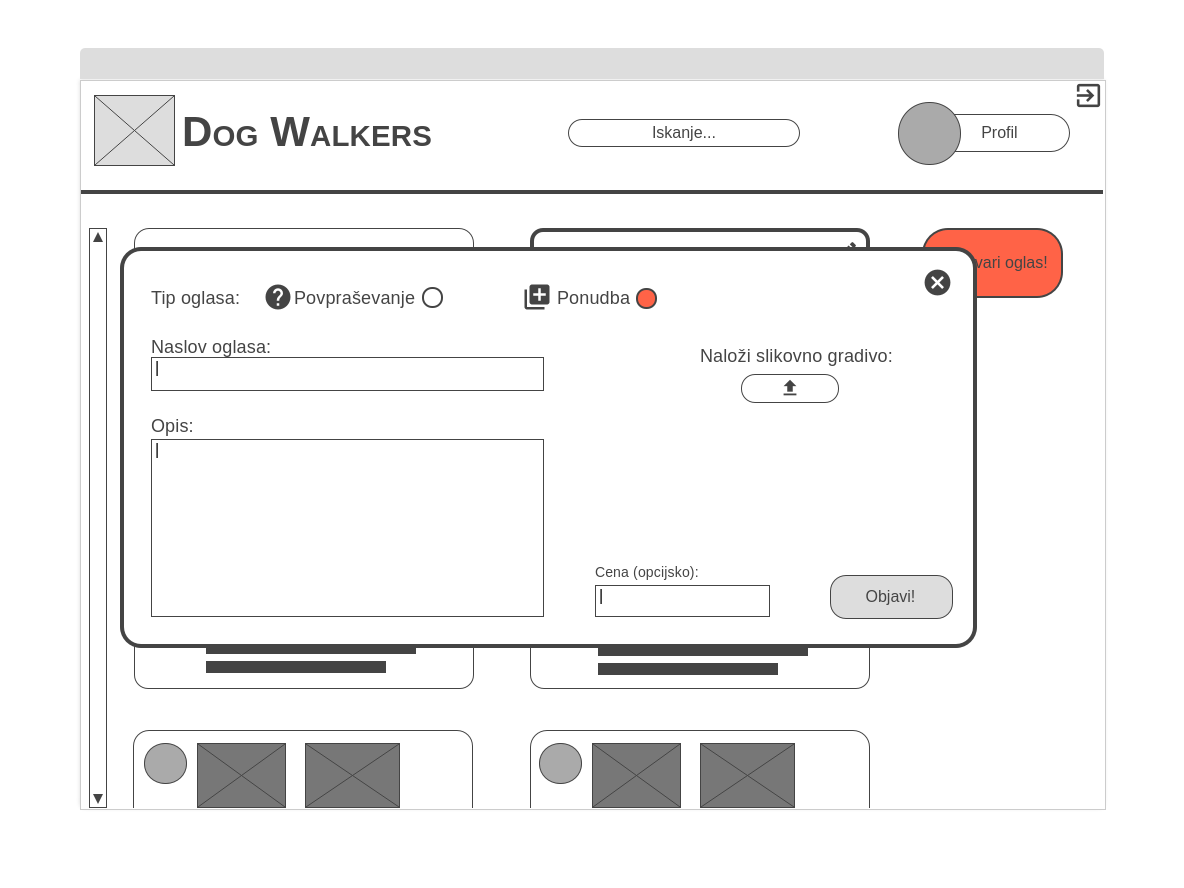 Dog Walkers
Iskanje...
Profil
vari oglas!
Tip oglasa:
Povpraševanje
Ponudba
Naslov oglasa:
Naloži slikovno gradivo:
Opis:
Cena (opcijsko):
Objavi!